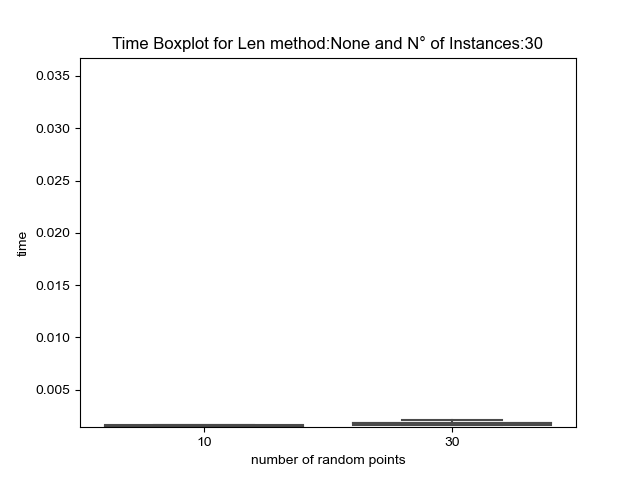 Time Boxplot for Len method:None and N° of Instances:30
0.035
0.030
0.025
0.020
0.015
0.010
0.005
time
10 30
number of random points